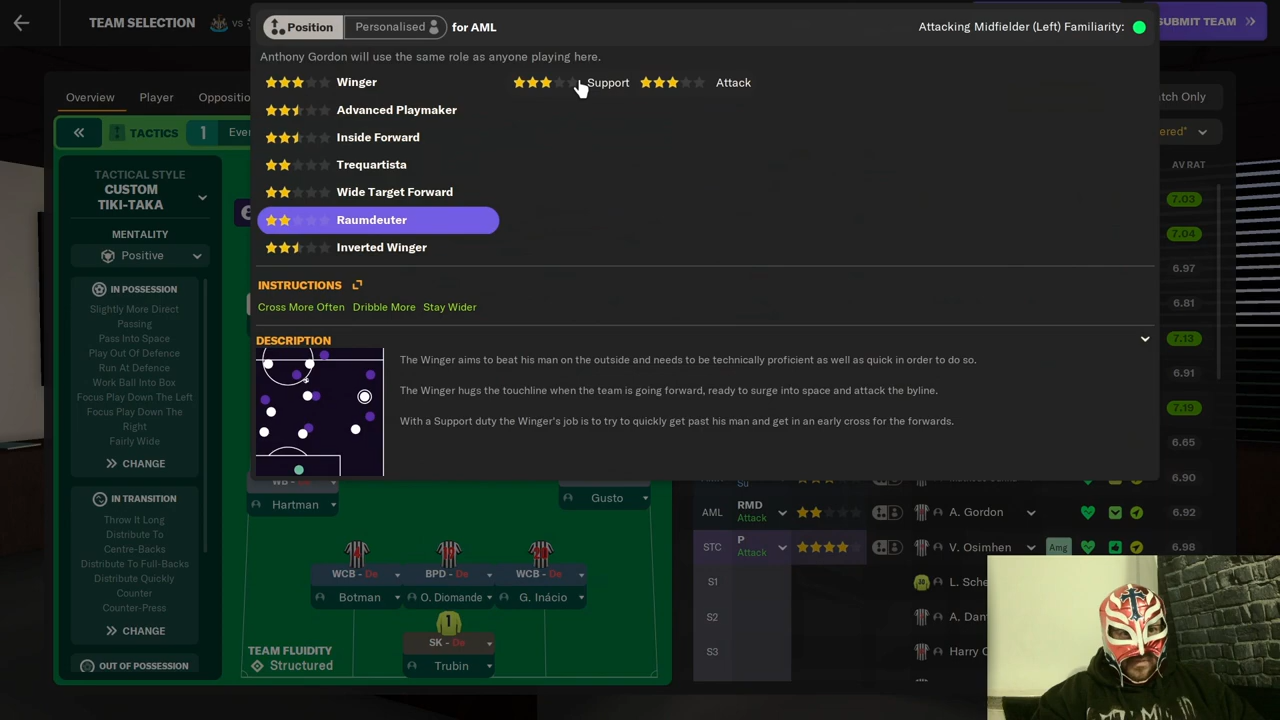 TEAM SELECTION
vs
Position
Personalised
for AML
Attacking Midfielder (Left) Familiarity:
SUBMIT TEAM
Anthony Gordon will use the same role as anyone playing here.
Winger
Support
Attack
Advanced Playmaker
Inside Forward
Trequartista
Wide Target Forward
Raumdeuter
Inverted Winger
INSTRUCTIONS
Cross More Often Dribble More Stay Wider
DESCRIPTION
The Winger aims to beat his man on the outside and needs to be technically proficient as well as quick in order to do so.
The Winger hugs the touchline when the team is going forward, ready to surge into space and attack the byline.
With a Support duty the Winger's job is to try to quickly get past his man and get in an early cross for the forwards.
Overview
Player
TACTICS
1
TACTICAL STYLE
CUSTOM
TIKI-TAKA
MENTALITY
Positive
IN POSSESSION
Slightly More Direct
Passing
Pass Into Space
Play Out Of Defence
Run At Defence
Work Ball Into Box
Focus Play Down The Left
Focus Play Down The
Right
Fairly Wide
CHANGE
IN TRANSITION
Throw It Long
Distribute To
Centre-Backs
Distribute To Full-Backs
Distribute Quickly
Counter
Counter-Press
CHANGE
OUT OF POSSESSION
Hartman
Gusto
WCB - De
BPD - De
WCB - De
Botman
O. Diomande
G. Inácio
1
SK - De
Trubin
TEAM FLUIDITY
Structured
AV RAT
7.03
7.04
6.97
6.81
7.13
6.91
7.19
6.65
6.90
AML
RMD
Attack
A. Gordon
6.92
STC
P
Attack
V. Osimhen
Amg
6.98
S1
S2
S3